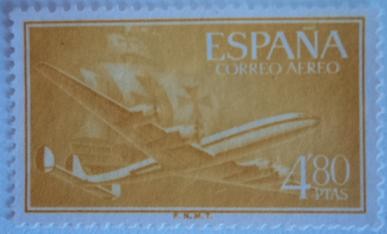 ESPAÑA
CORREO AEREO
4'80
PTAS
F. N. M. T.